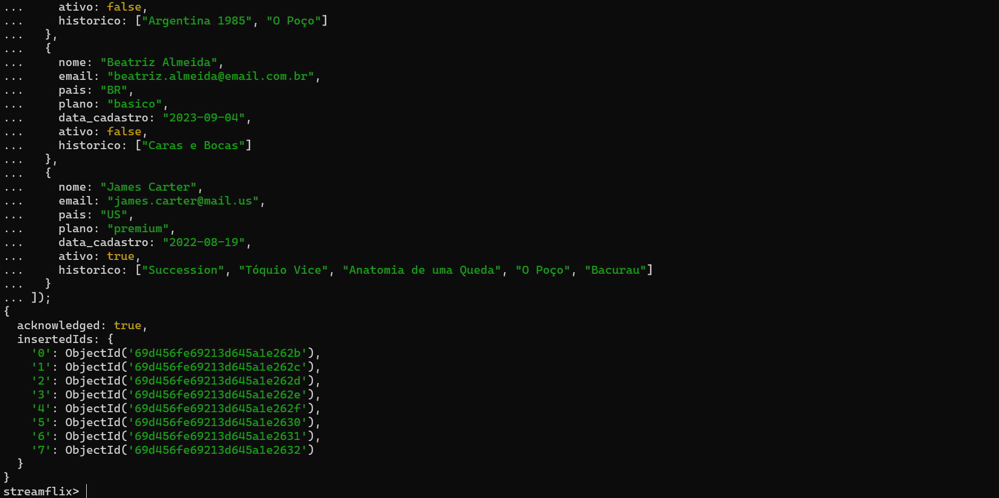 ...     ativo: false,
...     historico: ["Argentina 1985", "O Poço"]
...   },
...   {
...     nome: "Beatriz Almeida",
...     email: "beatriz.almeida@email.com.br",
...     pais: "BR",
...     plano: "basico",
...     data_cadastro: "2023-09-04",
...     ativo: false,
...     historico: ["Caras e Bocas"]
...   },
...   {
...     nome: "James Carter",
...     email: "james.carter@mail.us",
...     pais: "US",
...     plano: "premium",
...     data_cadastro: "2022-08-19",
...     ativo: true,
...     historico: ["Succession", "Tóquio Vice", "Anatomia de uma Queda", "O Poço", "Bacurau"]
...   }
... ]);
{
  acknowledged: true,
  insertedIds: {
    '0': ObjectId('69d456fe69213d645a1e262b'),
    '1': ObjectId('69d456fe69213d645a1e262c'),
    '2': ObjectId('69d456fe69213d645a1e262d'),
    '3': ObjectId('69d456fe69213d645a1e262e'),
    '4': ObjectId('69d456fe69213d645a1e262f'),
    '5': ObjectId('69d456fe69213d645a1e2630'),
    '6': ObjectId('69d456fe69213d645a1e2631'),
    '7': ObjectId('69d456fe69213d645a1e2632')
  }
}
streamflix>